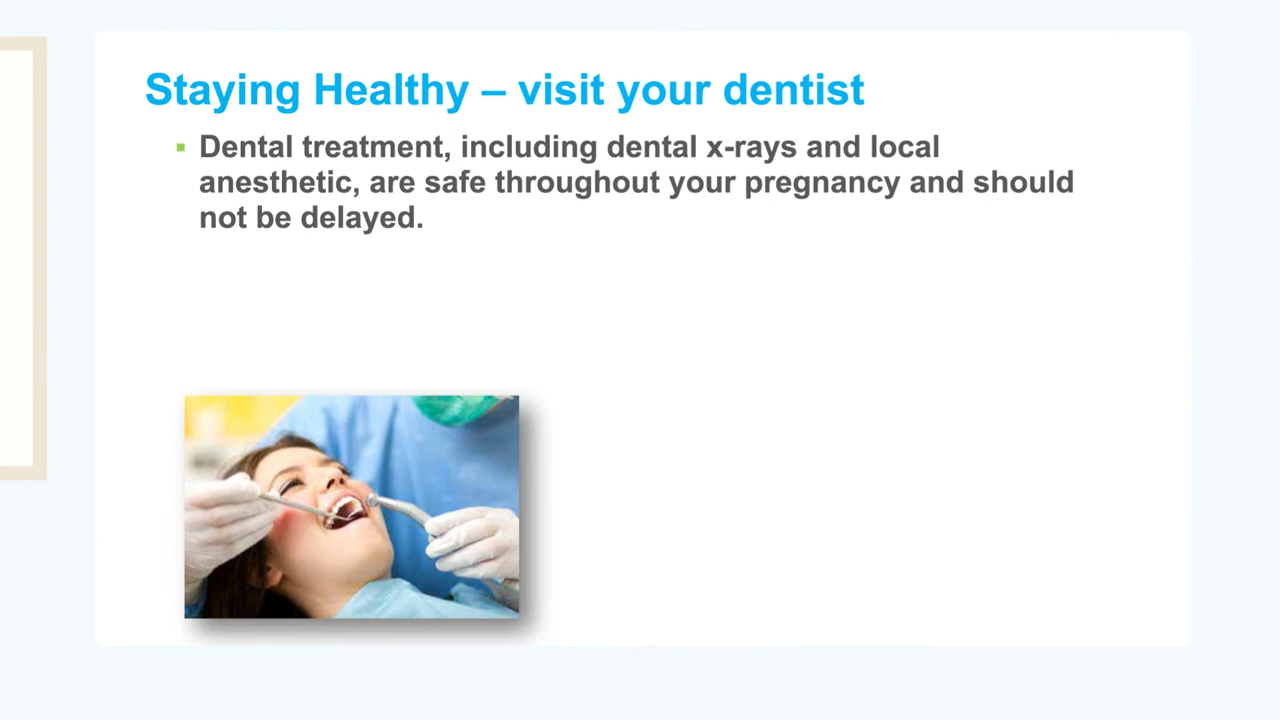 Staying Healthy – visit your dentist
▪ Dental treatment, including dental x-rays and local
anesthetic, are safe throughout your pregnancy and should
not be delayed.